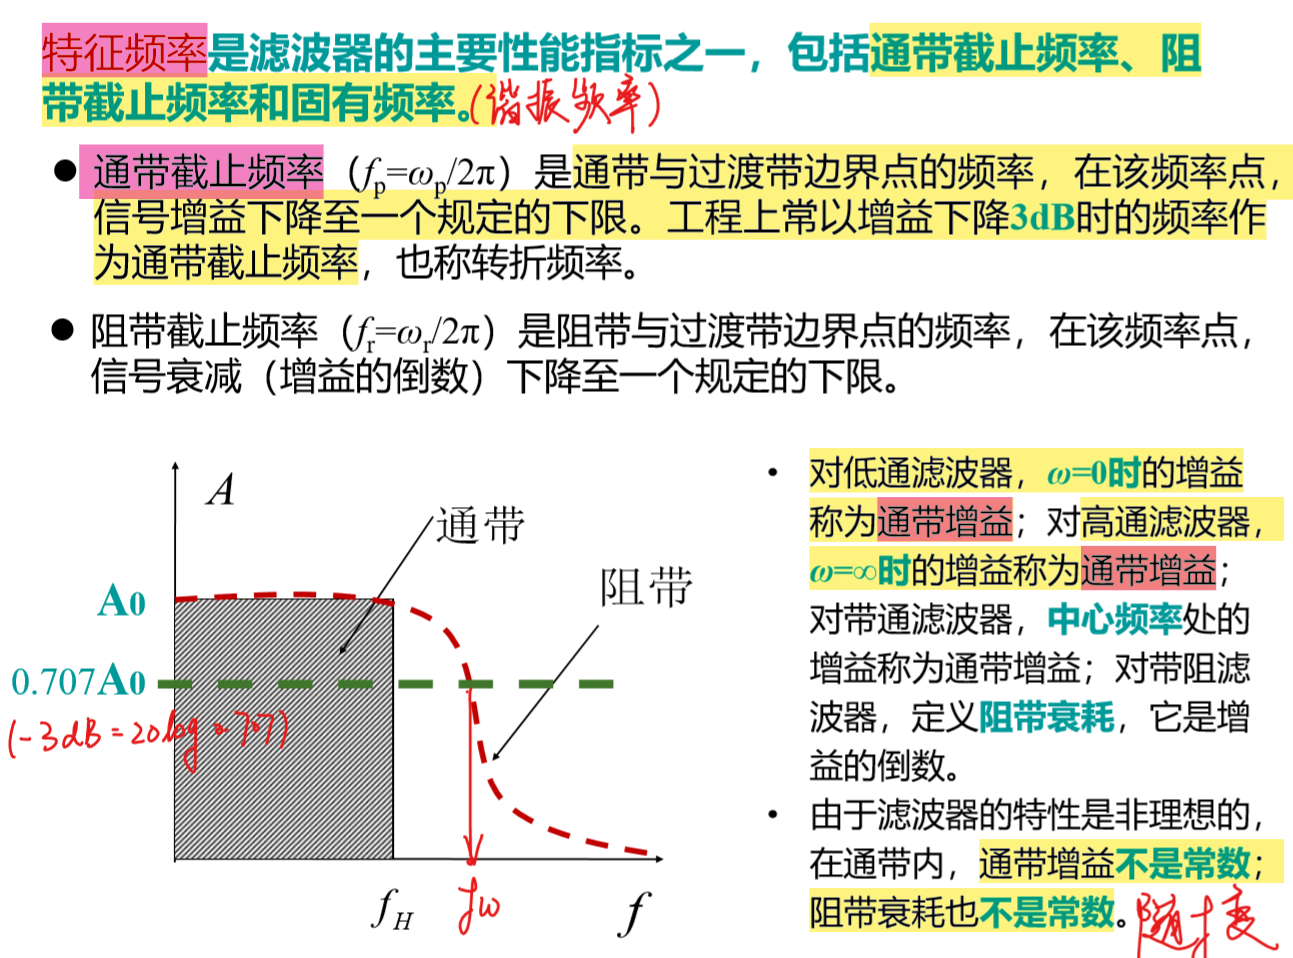 特征频率是滤波器的主要性能指标之一，包括通带截止频率、阻
带截止频率和固有频率。(谐振频率)
● 通带截止频率（fp=ωp/2π）是通带与过渡带边界点的频率，在该频率点，
信号增益下降至一个规定的下限。工程上常以增益下降3dB时的频率作
为通带截止频率，也称转折频率。
● 阻带截止频率（fr=ωr/2π）是阻带与过渡带边界点的频率，在该频率点，
信号衰减（增益的倒数）下降至一个规定的下限。
A
通带
阻带
A0
0.707A0
(-3dB=20log0.707)
fH
fω
f
• 对低通滤波器，ω=0时的增益
称为通带增益；对高通滤波器，
ω=∞时的增益称为通带增益；
对带通滤波器，中心频率处的
增益称为通带增益；对带阻滤
波器，定义阻带衰耗，它是增
益的倒数。
• 由于滤波器的特性是非理想的，
在通带内，通带增益不是常数；
阻带衰耗也不是常数。随f变